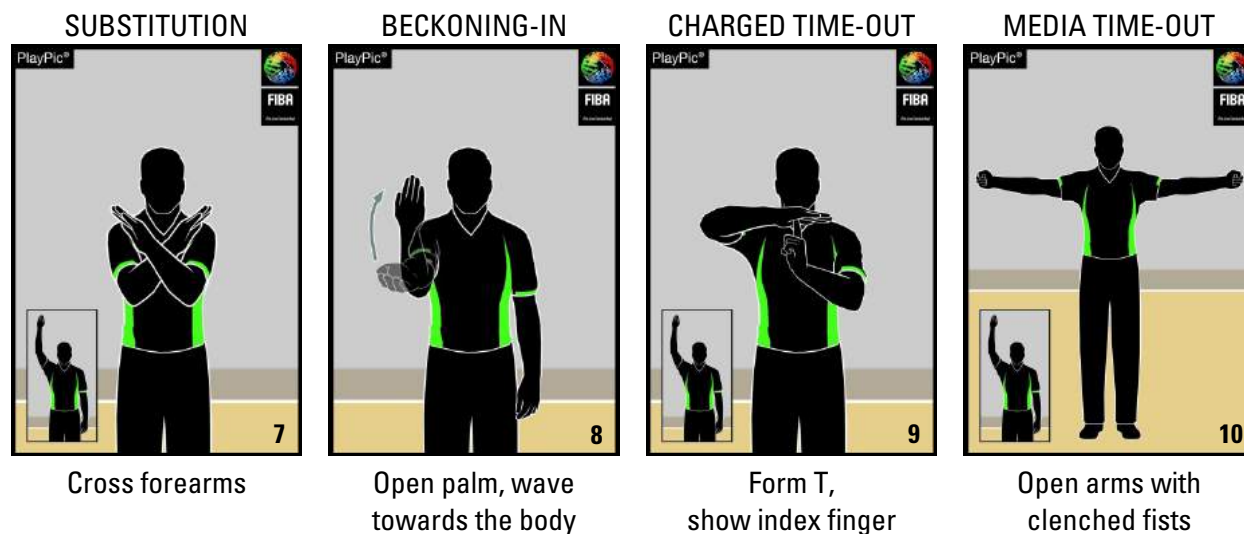 SUBSTITUTION
BECKONING-IN
CHARGED TIME-OUT
MEDIA TIME-OUT
PlayPic®
FIBA
PlayPic®
FIBA
PlayPic®
FIBA
PlayPic®
FIBA
7
8
9
10
Cross forearms
Open palm, wave
towards the body
Form T,
show index finger
Open arms with
clenched fists